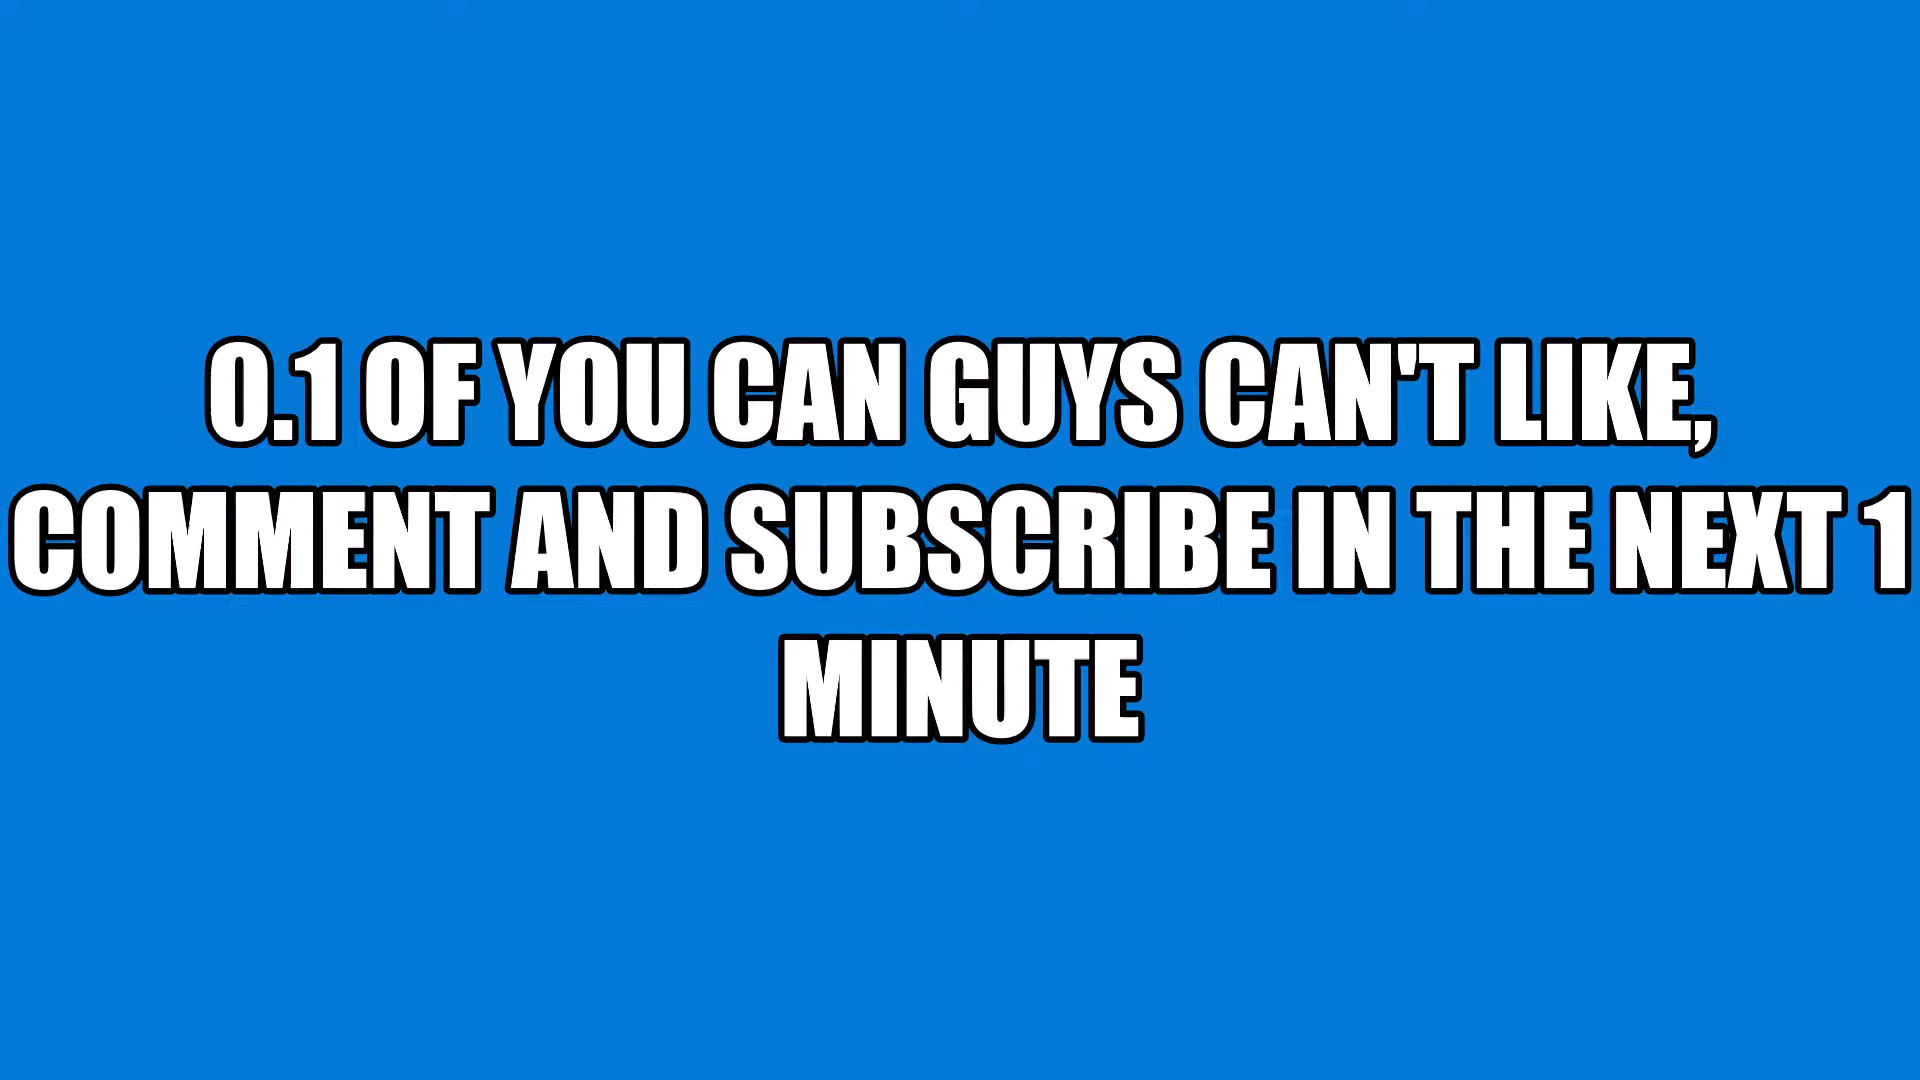 0.1 OF YOU CAN GUYS CAN'T LIKE,
COMMENT AND SUBSCRIBE IN THE NEXT 1
MINUTE